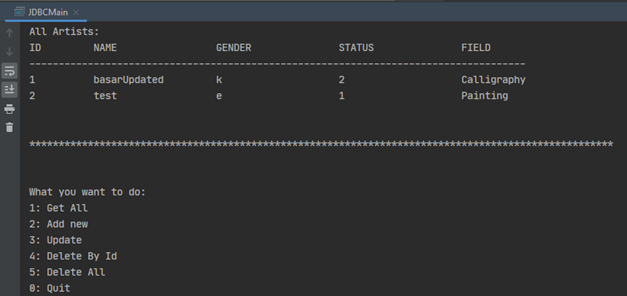 JDBCMain
All Artists:
ID NAME GENDER STATUS FIELD
-------------------------------------------------------------------------------------
1 basarUpdated k 2 Calligraphy
2 test e 1 Painting
****************************************************************************************************
What you want to do:
1: Get All
2: Add new
3: Update
4: Delete By Id
5: Delete All
0: Quit